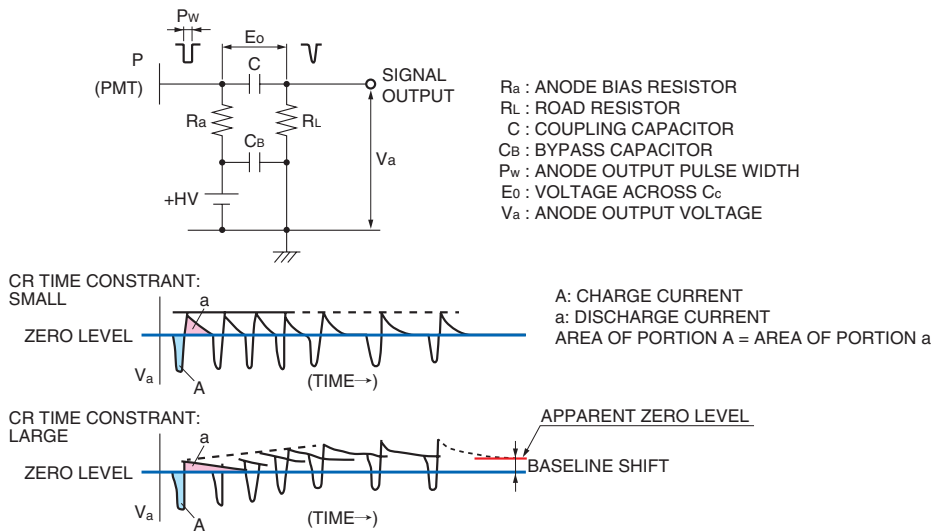 PW
P
(PMT)
E0
C
SIGNAL
OUTPUT
Ra
RL
CB
Va
+HV
Ra : ANODE BIAS RESISTOR
RL : ROAD RESISTOR
C : COUPLING CAPACITOR
CB : BYPASS CAPACITOR
PW : ANODE OUTPUT PULSE WIDTH
E0 : VOLTAGE ACROSS Cc
Va : ANODE OUTPUT VOLTAGE
CR TIME CONSTRANT:
SMALL
a
ZERO LEVEL
Va
A
(TIME→)
A: CHARGE CURRENT
a: DISCHARGE CURRENT
AREA OF PORTION A = AREA OF PORTION a
CR TIME CONSTRANT:
LARGE
a
ZERO LEVEL
Va
A
(TIME→)
APPARENT ZERO LEVEL
BASELINE SHIFT